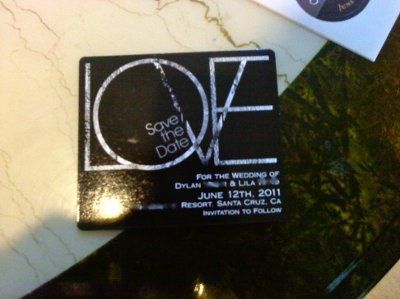 LOVE
Save
the
Date
FOR THE WEDDING OF
DYLAN & LILA
JUNE 12TH, 2011
RESORT, SANTA CRUZ, CA
INVITATION TO FOLLOW